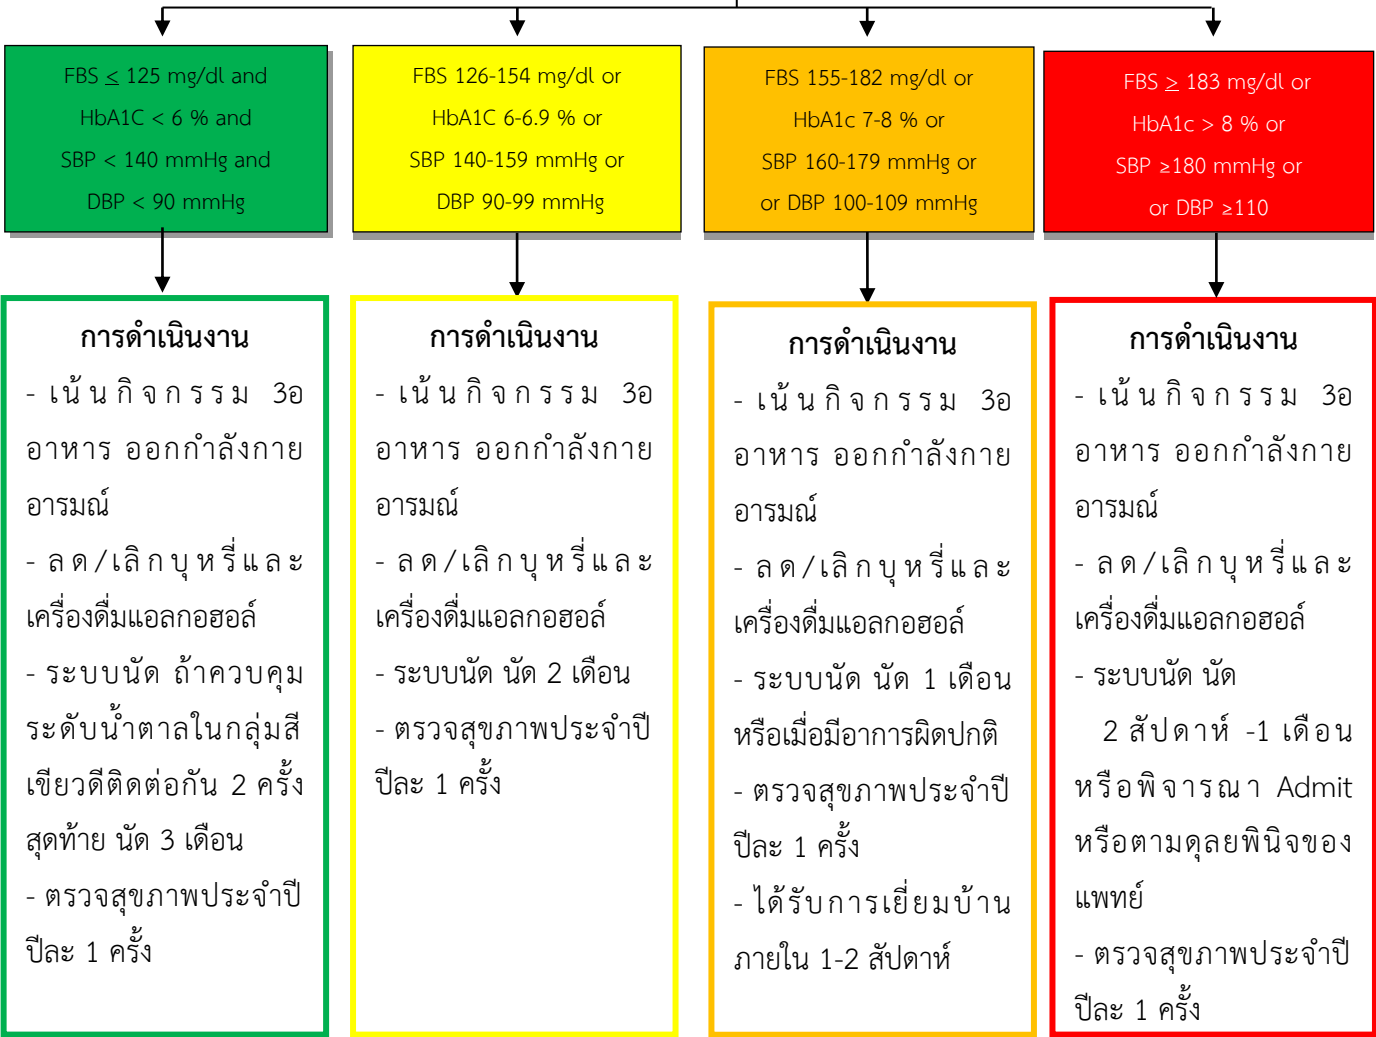 FBS ≤ 125 mg/dl and
HbA1C < 6 % and
SBP < 140 mmHg and
DBP < 90 mmHg
FBS 126-154 mg/dl or
HbA1C 6-6.9 % or
SBP 140-159 mmHg or
DBP 90-99 mmHg
FBS 155-182 mg/dl or
HbA1c 7-8 % or
SBP 160-179 mmHg or
or DBP 100-109 mmHg
FBS ≥ 183 mg/dl or
HbA1c > 8 % or
SBP ≥180 mmHg or
or DBP ≥110
การดำเนินงาน
- เน้นกิจกรรม 3อ
อาหาร ออกกำลังกาย
อารมณ์
- ลด/เลิกบุหรี่และ
เครื่องดื่มแอลกอฮอล์
- ระบบนัด ถ้าควบคุม
ระดับน้ำตาลในกลุ่มสี
เขียวดีติดต่อกัน 2 ครั้ง
สุดท้าย นัด 3 เดือน
- ตรวจสุขภาพประจำปี
ปีละ 1 ครั้ง
การดำเนินงาน
- เน้นกิจกรรม 3อ
อาหาร ออกกำลังกาย
อารมณ์
- ลด/เลิกบุหรี่และ
เครื่องดื่มแอลกอฮอล์
- ระบบนัด นัด 2 เดือน
- ตรวจสุขภาพประจำปี
ปีละ 1 ครั้ง
การดำเนินงาน
- เน้นกิจกรรม 3อ
อาหาร ออกกำลังกาย
อารมณ์
- ลด/เลิกบุหรี่และ
เครื่องดื่มแอลกอฮอล์
- ระบบนัด นัด 1 เดือน
หรือเมื่อมีอาการผิดปกติ
- ตรวจสุขภาพประจำปี
ปีละ 1 ครั้ง
- ได้รับการเยี่ยมบ้าน
ภายใน 1-2 สัปดาห์
การดำเนินงาน
- เน้นกิจกรรม 3อ
อาหาร ออกกำลังกาย
อารมณ์
- ลด/เลิกบุหรี่และ
เครื่องดื่มแอลกอฮอล์
- ระบบนัด นัด
2 สัปดาห์ -1 เดือน
หรือพิจารณา Admit
หรือตามดุลยพินิจของ
แพทย์
- ตรวจสุขภาพประจำปี
ปีละ 1 ครั้ง